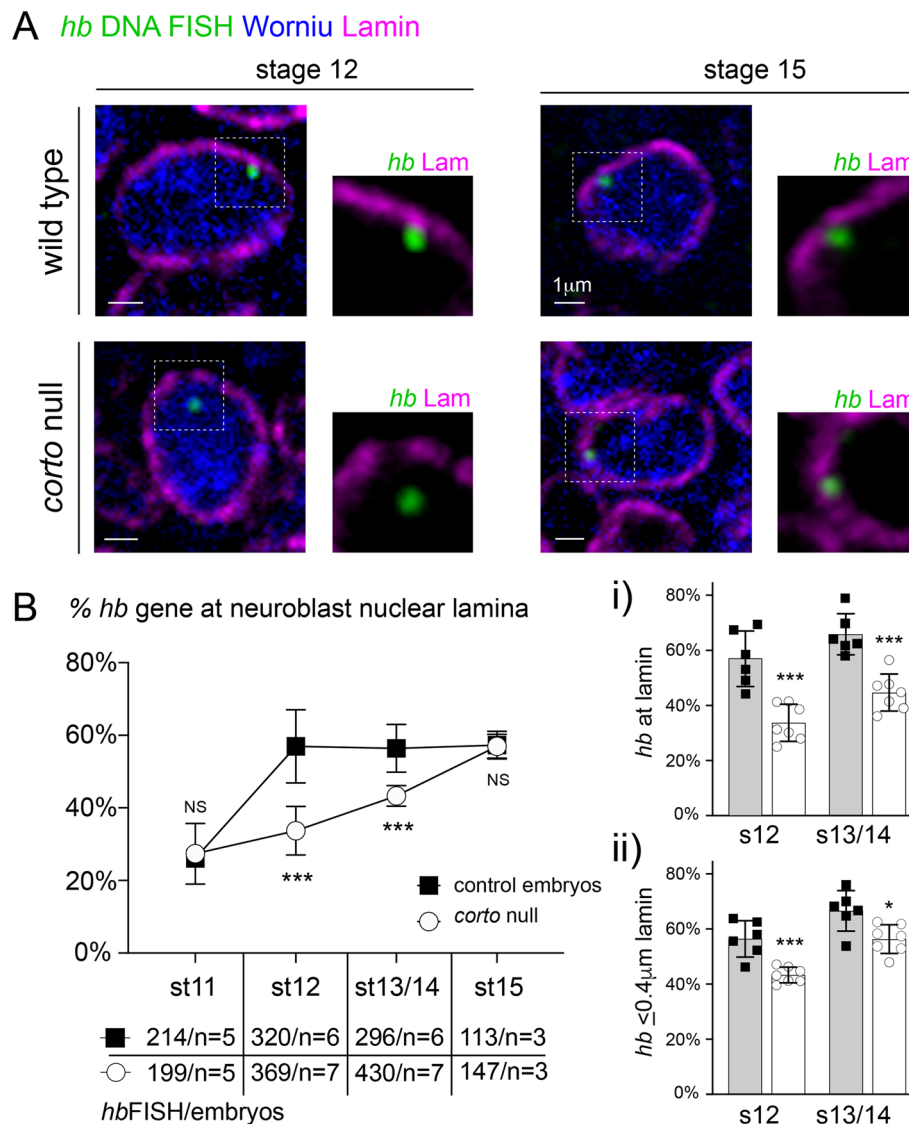 A hb DNA FISH Worniu Lamin
stage 12
stage 15
wild type
hb Lam
1μm
hb Lam
corto null
hb Lam
hb Lam
B % hb gene at neuroblast nuclear lamina
80%
60%
40%
20%
0%
NS
***
***
NS
control embryos
corto null
st11 st12 st13/14 st15
214/n=5 320/n=6 296/n=6 113/n=3
199/n=5 369/n=7 430/n=7 147/n=3
hbFISH/embryos
i)
hb at lamin
80%
60%
40%
20%
0%
***
***
s12 s13/14
ii)
hb ≤0.4μm lamin
80%
60%
40%
20%
0%
***
*
s12 s13/14